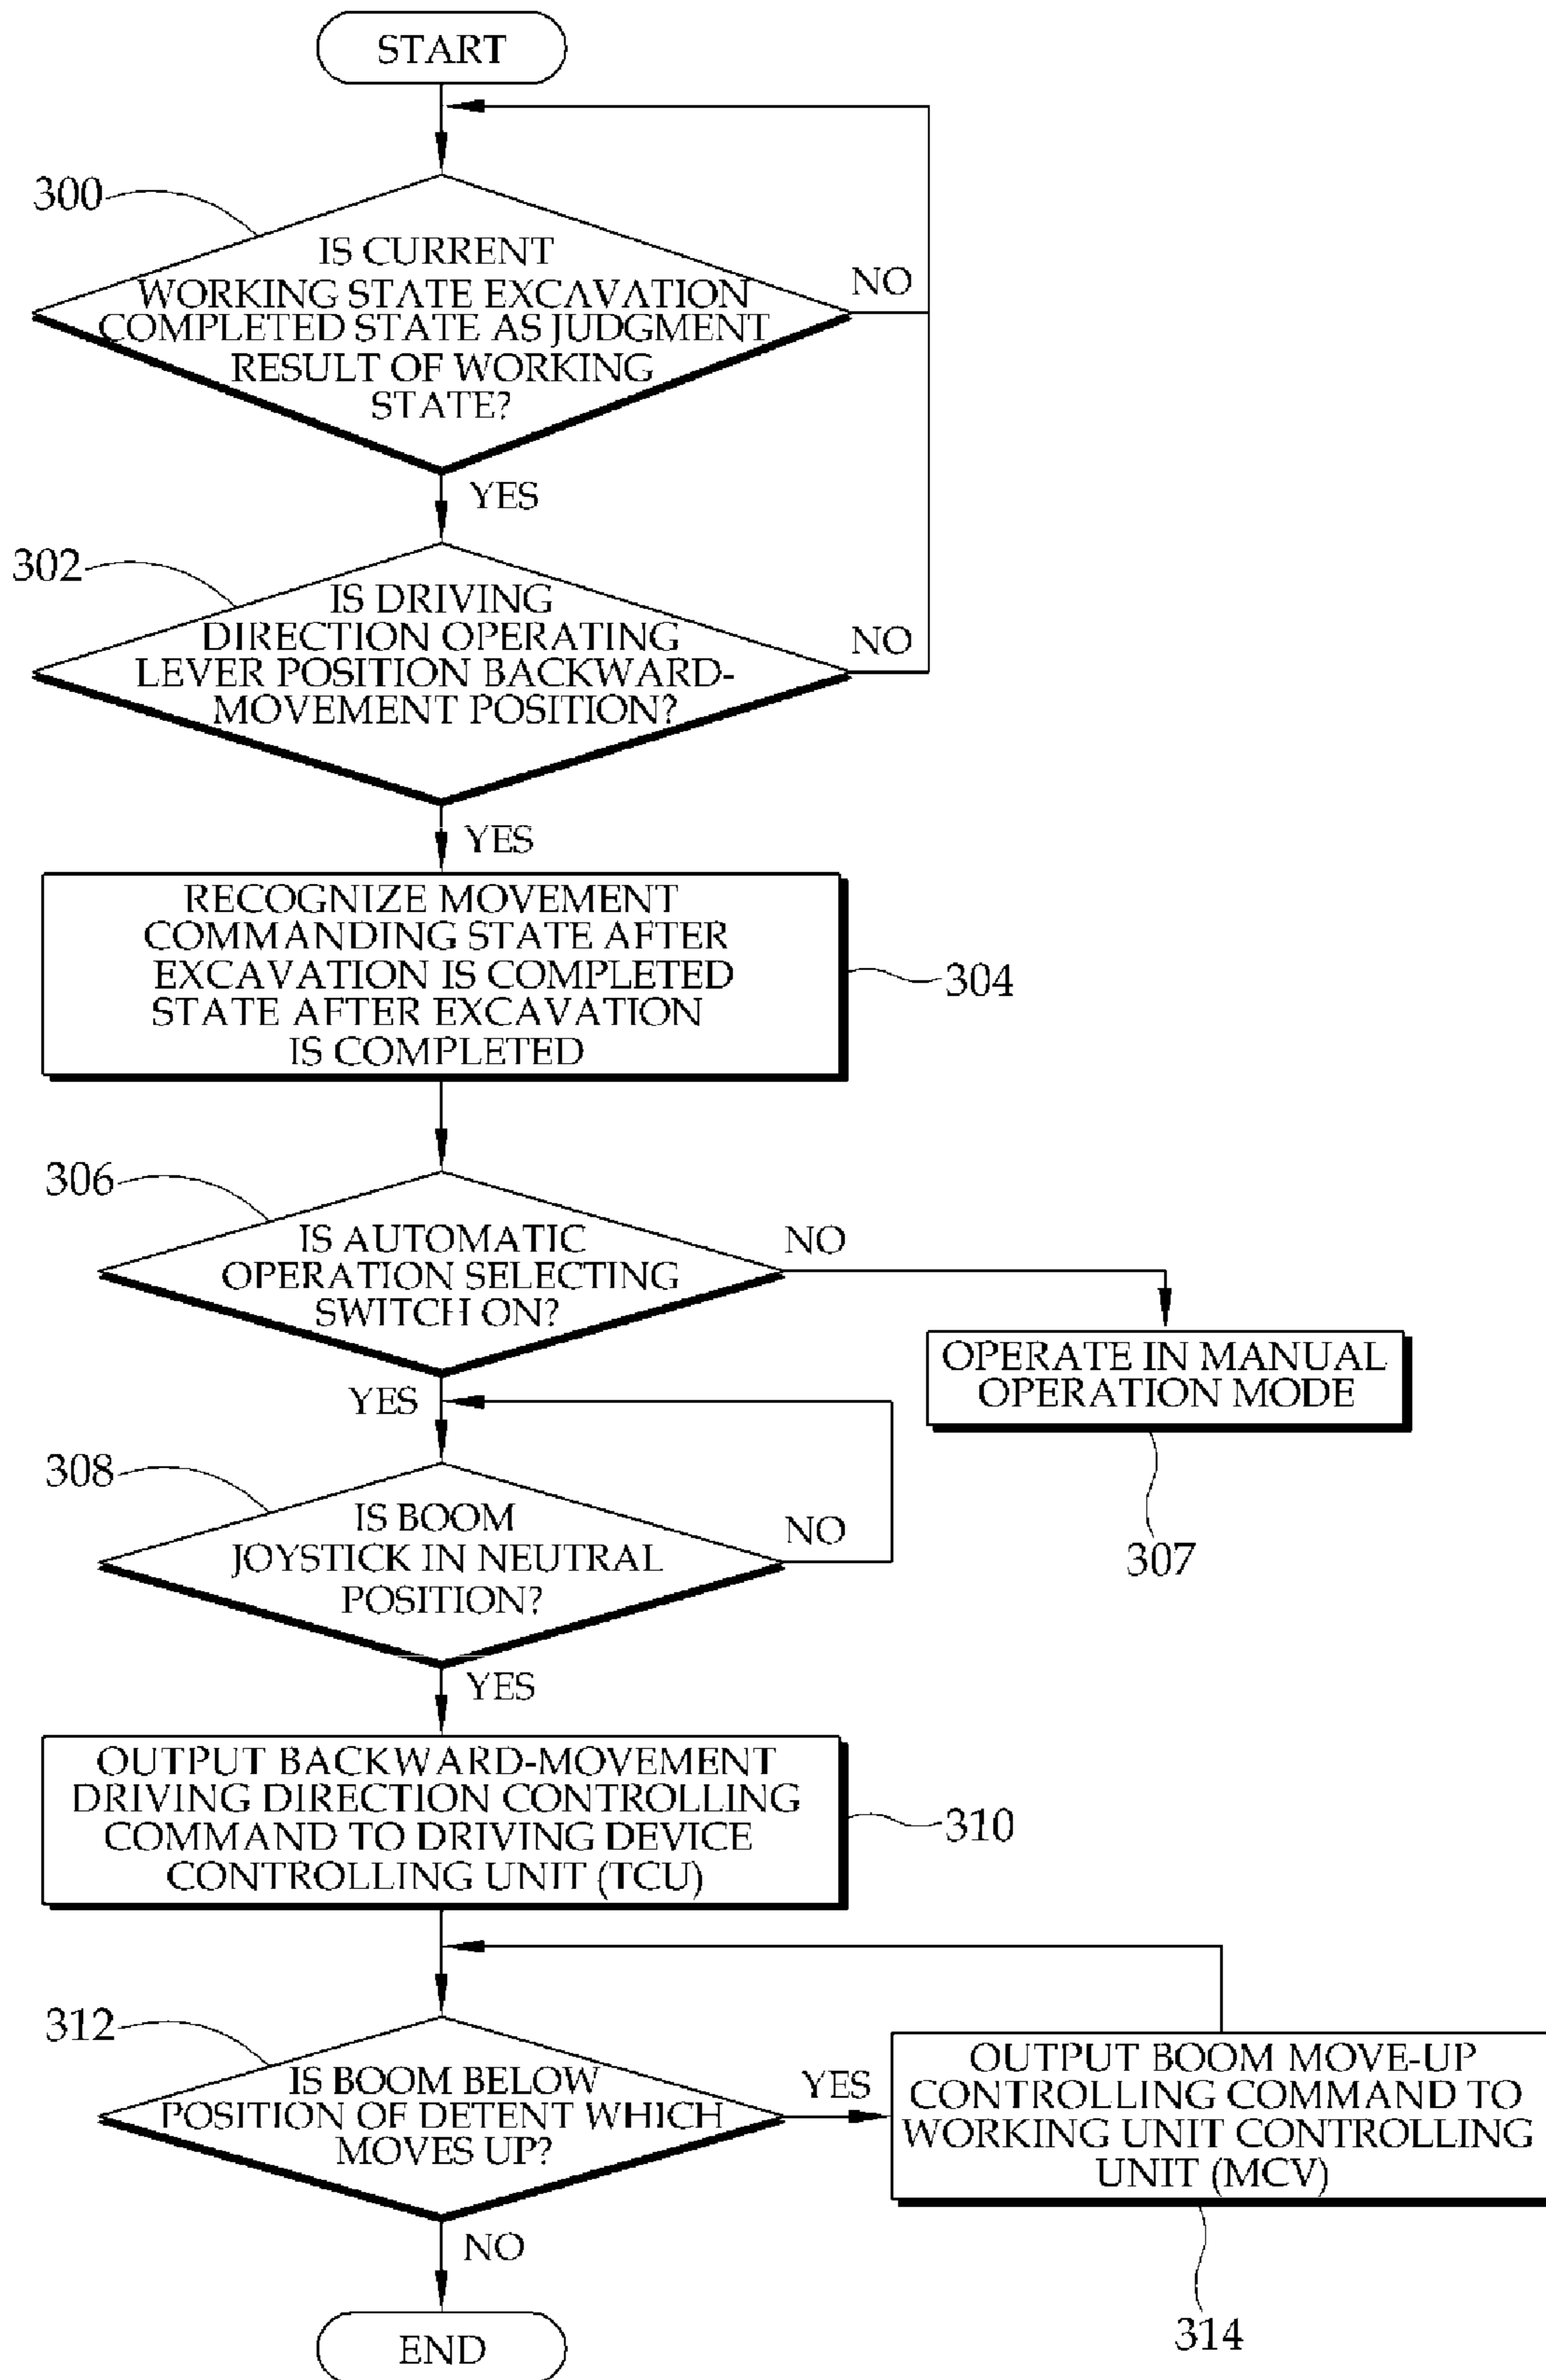 START
300
IS CURRENT
WORKING STATE EXCAVATION
COMPLETED STATE AS JUDGMENT
RESULT OF WORKING
STATE?
NO
YES
302
IS DRIVING
DIRECTION OPERATING
LEVER POSITION BACKWARD-
MOVEMENT POSITION?
NO
YES
RECOGNIZE MOVEMENT
COMMANDING STATE AFTER
EXCAVATION IS COMPLETED
STATE AFTER EXCAVATION
IS COMPLETED
304
306
IS AUTOMATIC
OPERATION SELECTING
SWITCH ON?
NO
OPERATE IN MANUAL
OPERATION MODE
307
YES
308
IS BOOM
JOYSTICK IN NEUTRAL
POSITION?
NO
YES
OUTPUT BACKWARD-MOVEMENT
DRIVING DIRECTION CONTROLLING
COMMAND TO DRIVING DEVICE
CONTROLLING UNIT (TCU)
310
312
IS BOOM BELOW
POSITION OF DETENT WHICH
MOVES UP?
YES
OUTPUT BOOM MOVE-UP
CONTROLLING COMMAND TO
WORKING UNIT CONTROLLING
UNIT (MCV)
314
NO
END